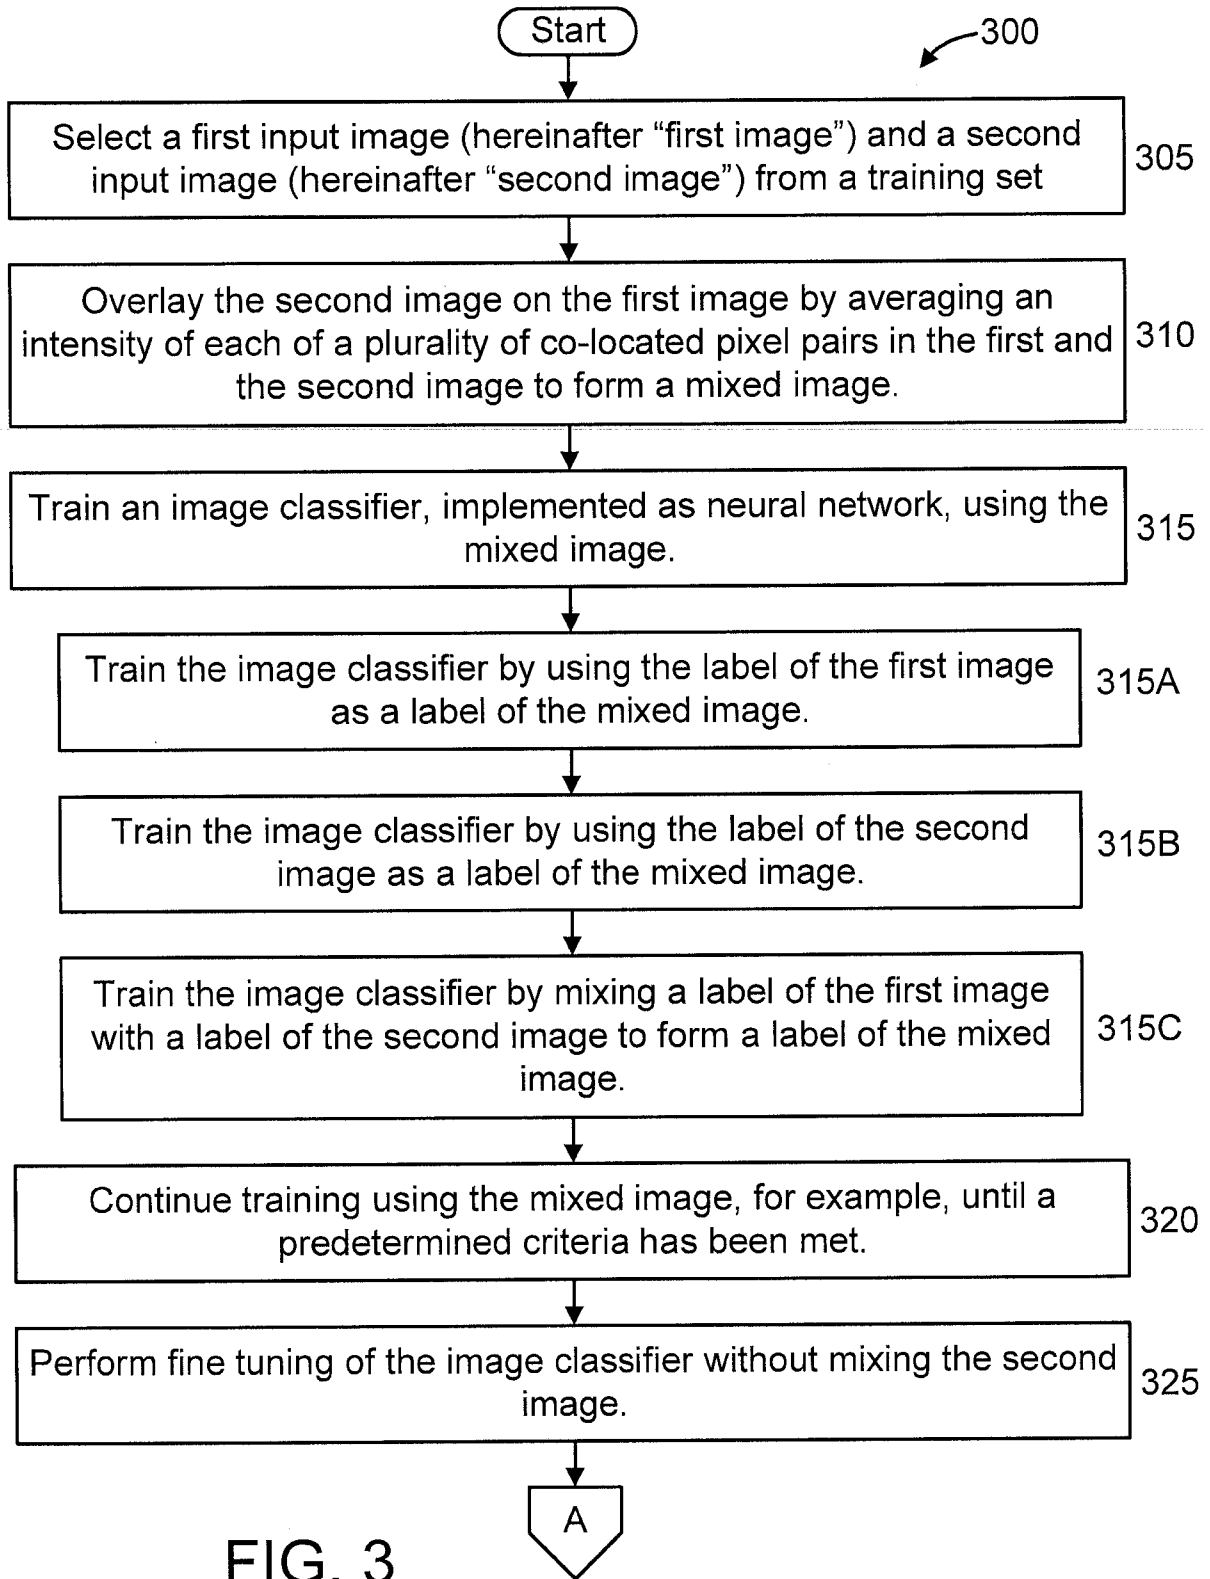 Start
300
Select a first input image (hereinafter “first image”) and a second
input image (hereinafter “second image”) from a training set
305
Overlay the second image on the first image by averaging an
intensity of each of a plurality of co-located pixel pairs in the first and
the second image to form a mixed image.
310
Train an image classifier, implemented as neural network, using the
mixed image.
315
Train the image classifier by using the label of the first image
as a label of the mixed image.
315A
Train the image classifier by using the label of the second
image as a label of the mixed image.
315B
Train the image classifier by mixing a label of the first image
with a label of the second image to form a label of the mixed
image.
315C
Continue training using the mixed image, for example, until a
predetermined criteria has been met.
320
Perform fine tuning of the image classifier without mixing the second
image.
325
A
FIG. 3